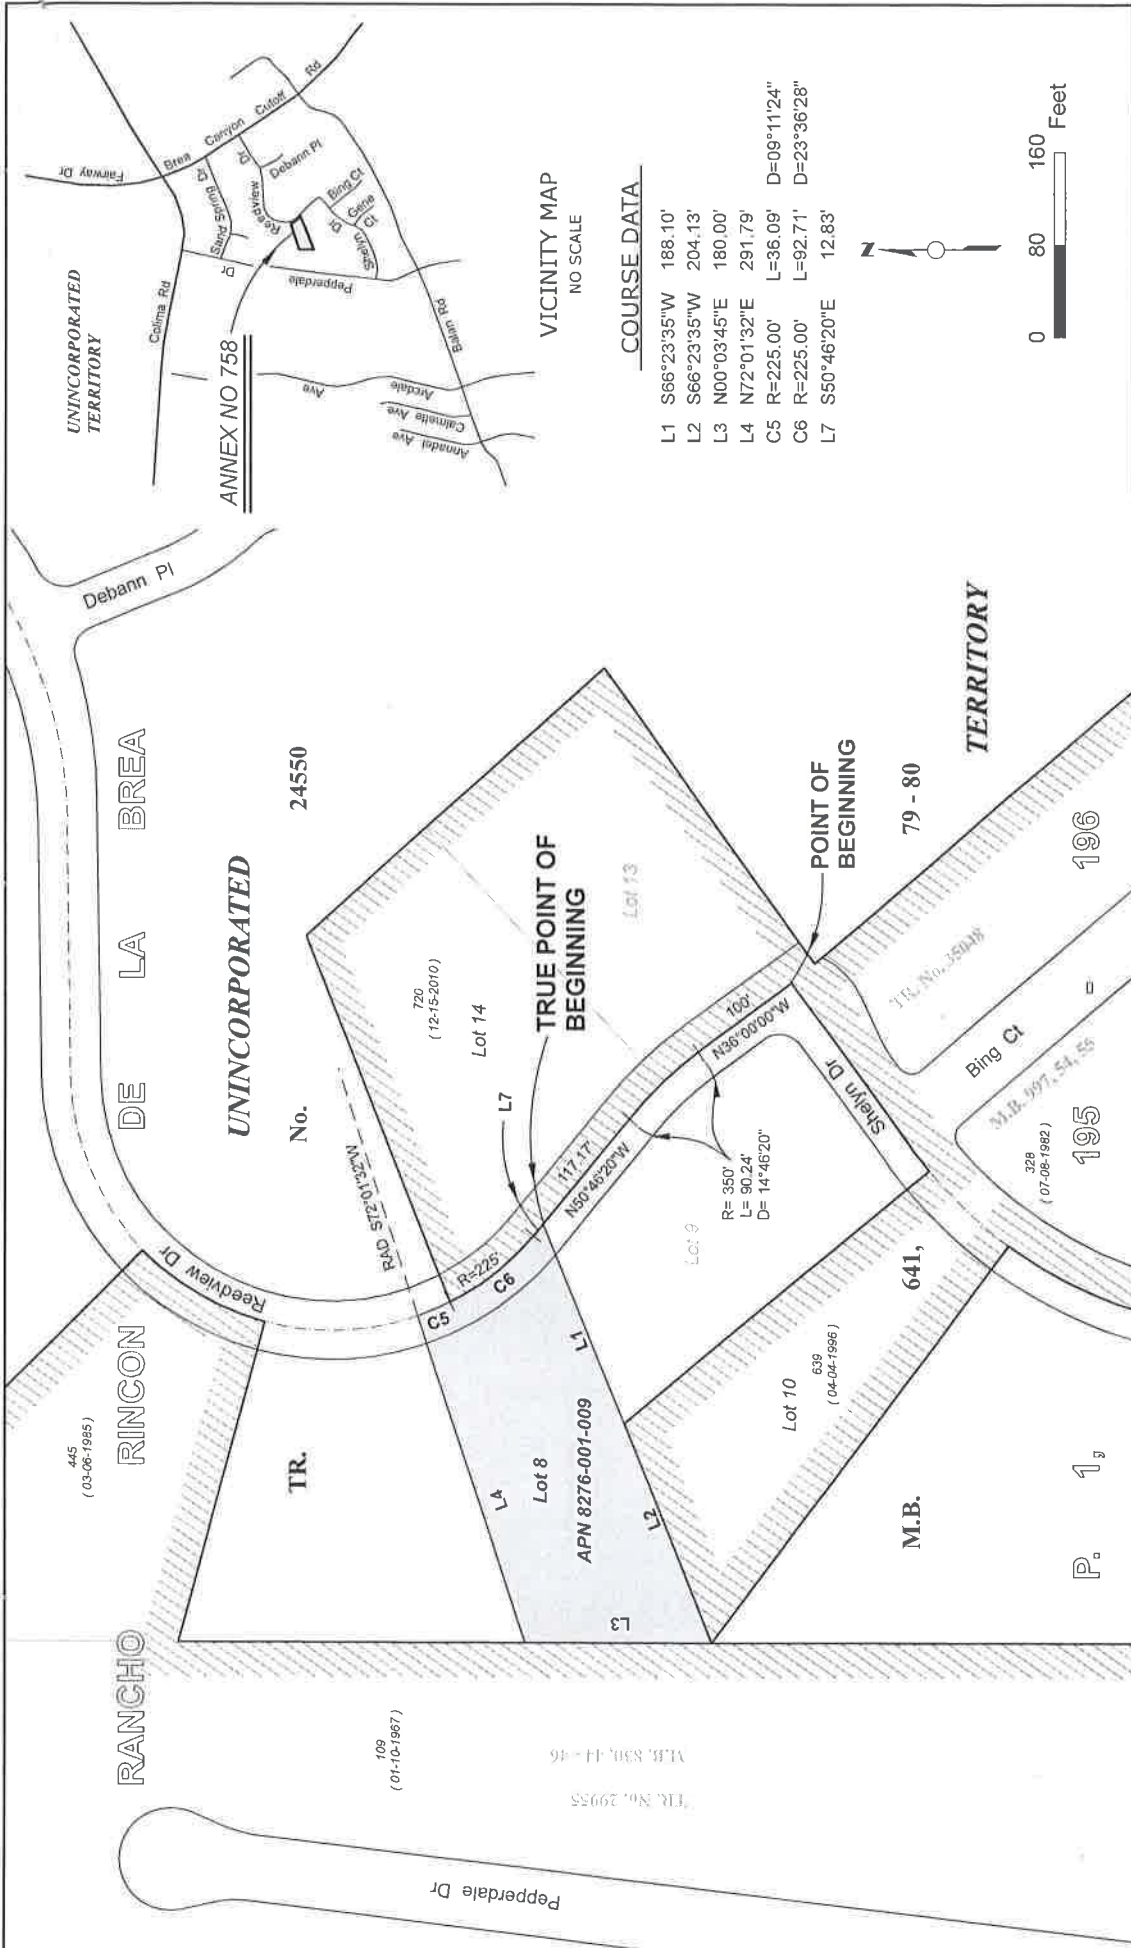 RANCHO RINCON DE LA BREA
445
( 03-06-1985 )
Reedview Dr
Debann Pl
UNINCORPORATED
TR. No. 24550
109
( 01-10-1967 )
TR. No. 29955
M.B. 830, 44 - 46
Pepperdale Dr
RAD S72°01'32"W
720
( 12-15-2010 )
Lot 14
Lot 13
L7
TRUE POINT OF
BEGINNING
R=225'
C5
C6
117.17'
N50°46'20"W
100'
N36°00'00"W
POINT OF
BEGINNING
L4
Lot 8
APN 8276-001-009
L1
L2
L3
Lot 9
R= 350'
L= 90.24'
D= 14°46'20"
Shelyn Dr
Lot 10
639
( 04-04-1996 )
M.B. 641, 79 - 80
TERRITORY
TR. No. 35048
Bing Ct
M.B. 997, 54, 55
328
( 07-08-1982 )
P. 1, 195 - 196
UNINCORPORATED
TERRITORY
Colima Rd
Fairway Dr
Brea Canyon Cutoff Rd
Sand Spring Dr
Reedview Dr
Debann Pl
Bing Ct
Gene Ct
Shelyn Dr
Pepperdale Dr
ANNEX NO 758
Balan Rd
Arcdale Ave
Calmette Ave
Annadel Ave
VICINITY MAP
NO SCALE
COURSE DATA
L1 S66°23'35"W 188.10'
L2 S66°23'35"W 204.13'
L3 N00°03'45"E 180.00'
L4 N72°01'32"E 291.79'
C5 R=225.00' L=36.09' D=09°11'24"
C6 R=225.00' L=92.71' D=23°36'28"
L7 S50°46'20"E 12.83'
N
0 80 160
Feet